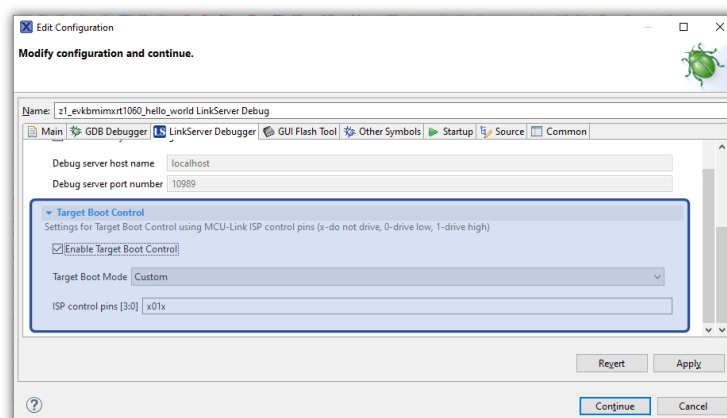 Edit Configuration
Modify configuration and continue.
Name: z1_evkbmimxrt1060_hello_world LinkServer Debug
Main GDB Debugger LS LinkServer Debugger GUI Flash Tool Other Symbols Startup Source Common
Debug server host name localhost
Debug server port number 10989
Target Boot Control
Settings for Target Boot Control using MCU-Link ISP control pins (x-do not drive, 0-drive low, 1-drive high)
Enable Target Boot Control
Target Boot Mode Custom
ISP control pins [3:0] x01x
Revert Apply
Continue Cancel